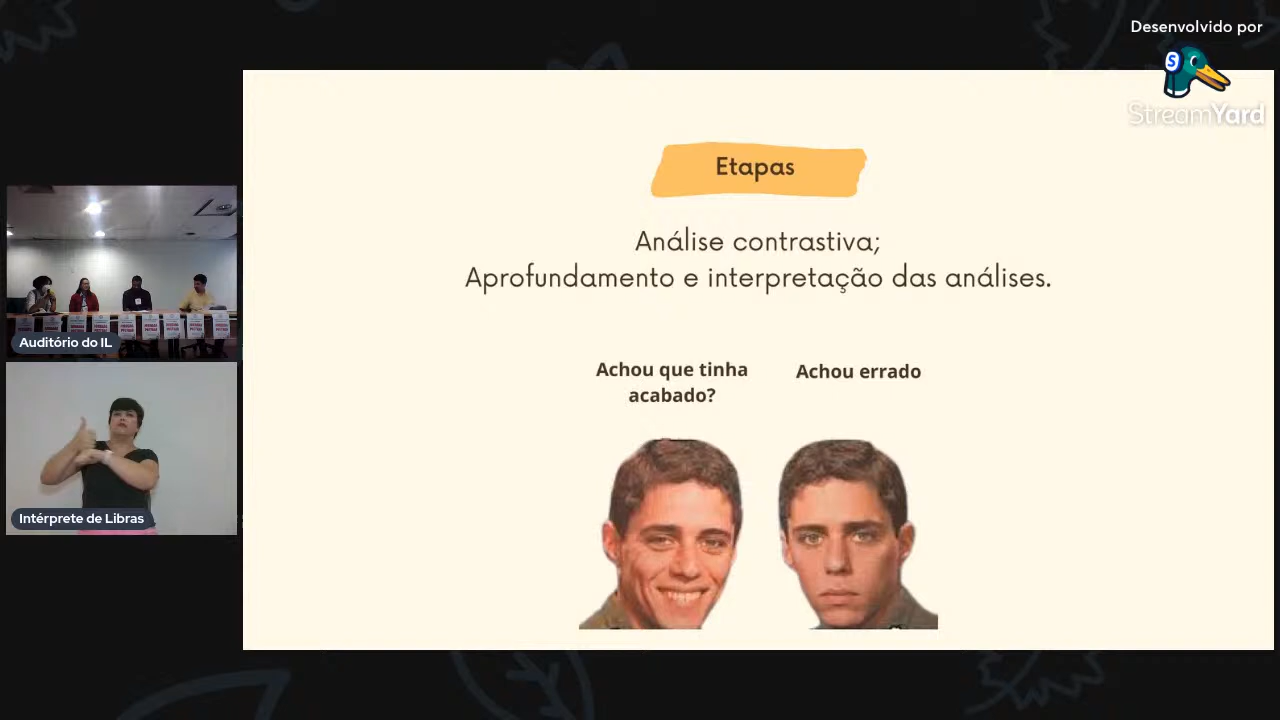 Desenvolvido por
StreamYard
Etapas
Análise contrastiva;
Aprofundamento e interpretação das análises.
Achou que tinha
acabado?
Achou errado
Auditório do IL
Intérprete de Libras